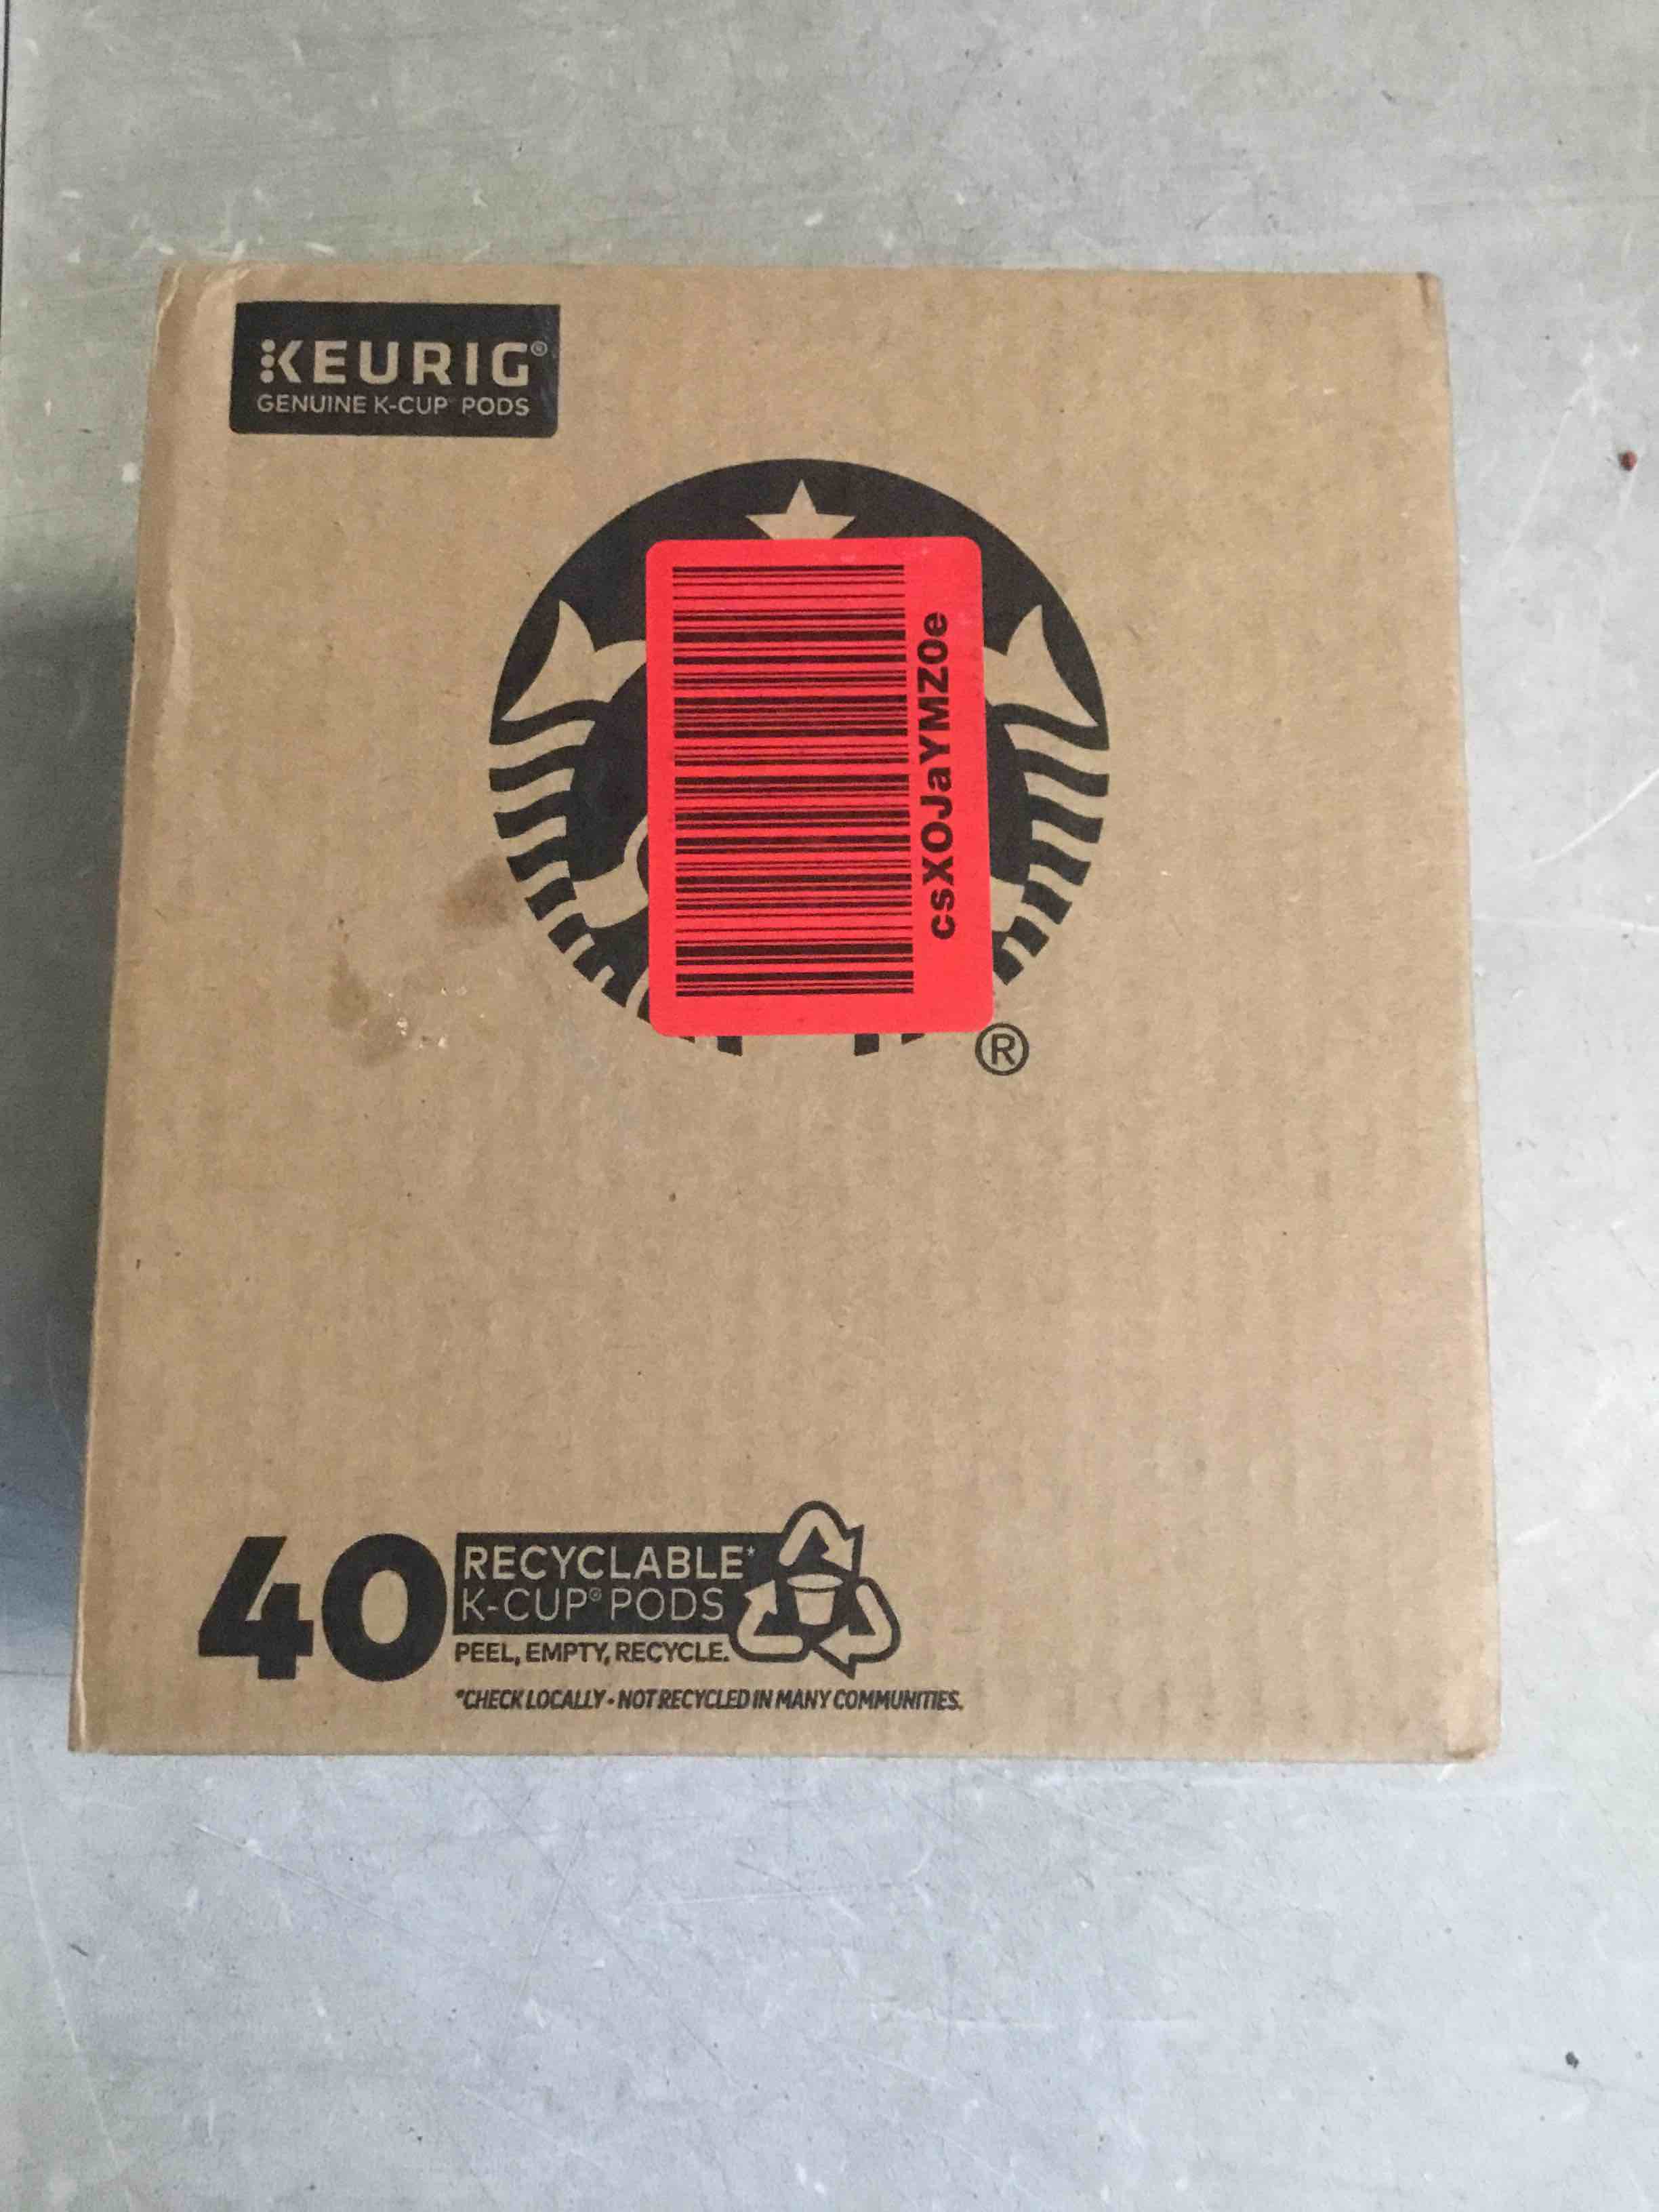 KEURIG®
GENUINE K-CUP® PODS
csXOJaYMZ0e
®
40
RECYCLABLE*
K-CUP® PODS
PEEL, EMPTY, RECYCLE.
*CHECK LOCALLY - NOT RECYCLED IN MANY COMMUNITIES.